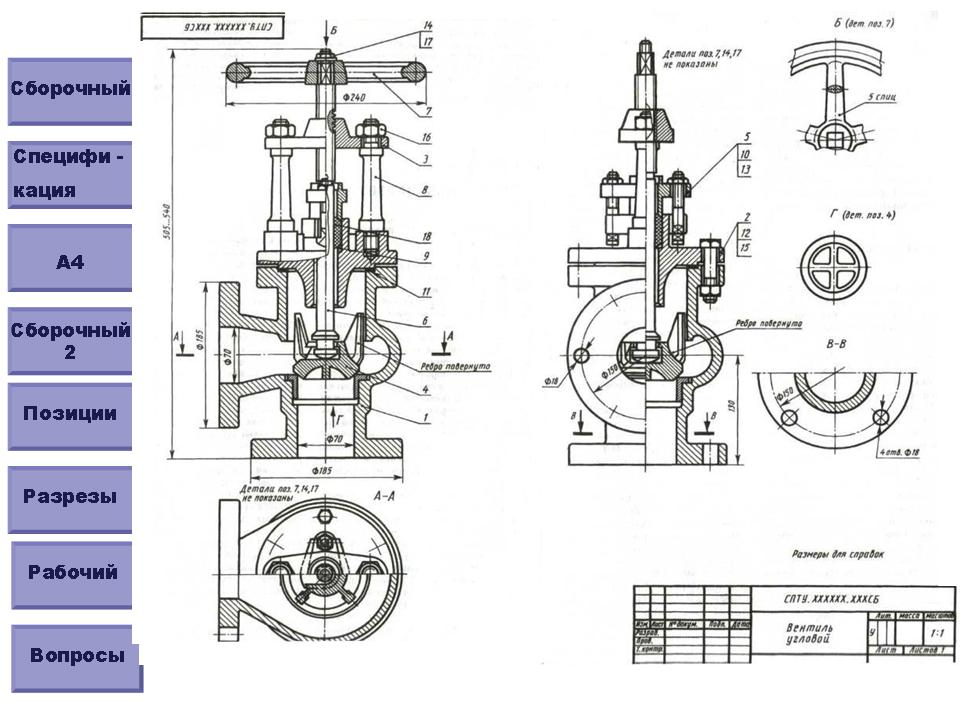 Сборочный
Специфи -
кация
А4
Сборочный
2
Позиции
Разрезы
Рабочий
Вопросы
СПТУ.XXXXXX.XXXСБ
Б
14
17
Ф240
7
16
3
8
505...540
18
9
11
6
А
А
Ф185
Ф70
Ребро повернуто
4
1
Г
Ф70
Ф185
Детали поз. 7,14,17
не показаны
А-А
Детали поз. 7,14,17
не показаны
5
10
13
2
12
15
Ребро повернуто
Ф18
Ф150
130
В
В
Б (дет. поз. 7)
5 спиц
Г (дет. поз. 4)
В-В
Ф150
4 отв. Ф18
Размеры для справок
СПТУ.XXXXXX.XXXСБ
Вентиль
угловой
Лит. масса масштаб
У 1:1
Лист Листов 1
Изм. Лист № докум. Подп. Дата
Разраб.
Пров.
Т.контр.